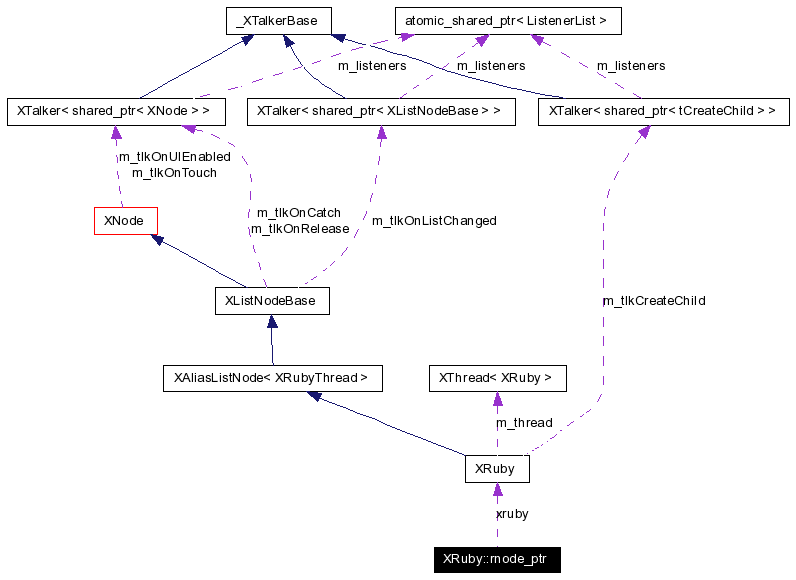 _XTalkerBase
atomic_shared_ptr< ListenerList >
m_listeners
m_listeners
m_listeners
XTalker< shared_ptr< XNode > >
XTalker< shared_ptr< XListNodeBase > >
XTalker< shared_ptr< tCreateChild > >
m_tlkOnUIEnabled
m_tlkOnTouch
XNode
m_tlkOnCatch
m_tlkOnRelease
m_tlkOnListChanged
XListNodeBase
m_tlkCreateChild
XAliasListNode< XRubyThread >
XThread< XRuby >
m_thread
XRuby
xruby
XRuby::rnode_ptr